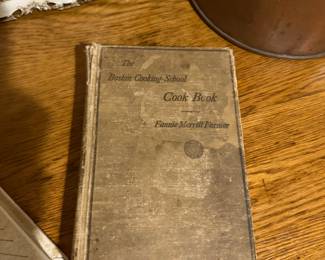 The
Boston Cooking-School
Cook Book
Fannie Merritt Farmer